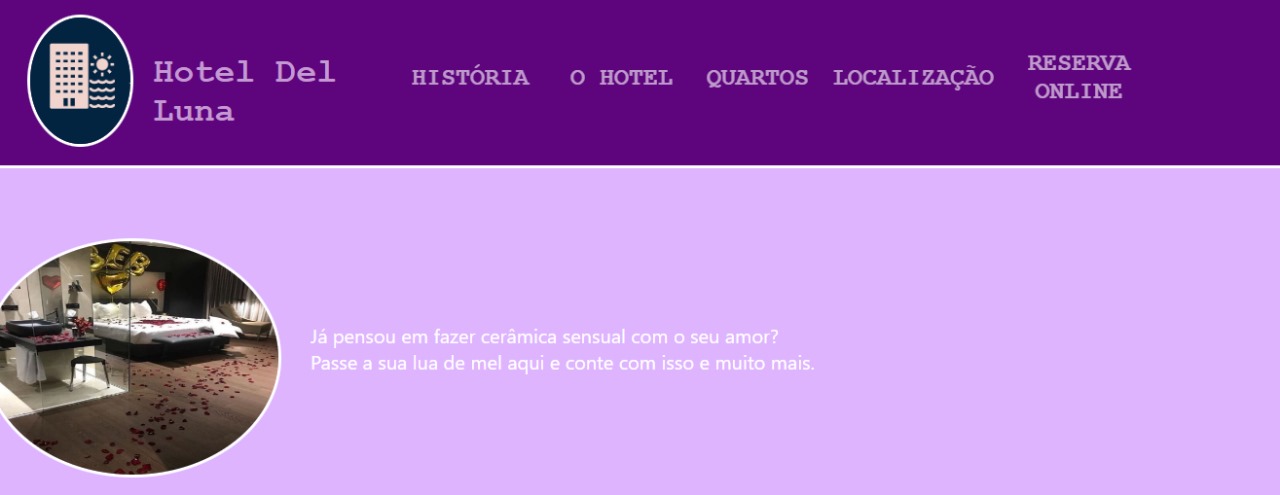 Hotel Del
Luna
HISTÓRIA
O HOTEL
QUARTOS
LOCALIZAÇÃO
RESERVA
ONLINE
Já pensou em fazer cerâmica sensual com o seu amor?
Passe a sua lua de mel aqui e conte com isso e muito mais.